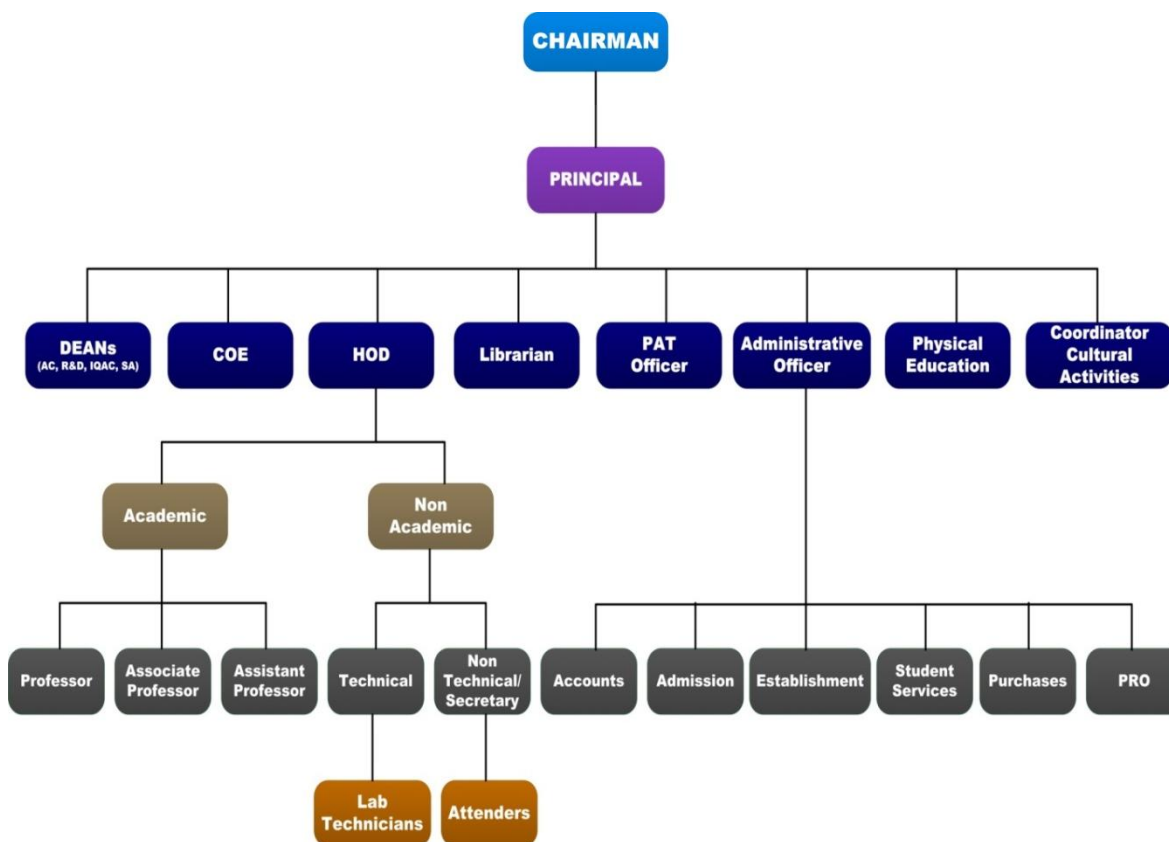 CHAIRMAN
PRINCIPAL
DEANs
(AC, R&D, IQAC, SA)
COE
HOD
Librarian
PAT
Officer
Administrative
Officer
Physical
Education
Coordinator
Cultural
Activities
Academic
Non
Academic
Professor
Associate
Professor
Assistant
Professor
Technical
Non
Technical/
Secretary
Accounts
Admission
Establishment
Student
Services
Purchases
PRO
Lab
Technicians
Attenders